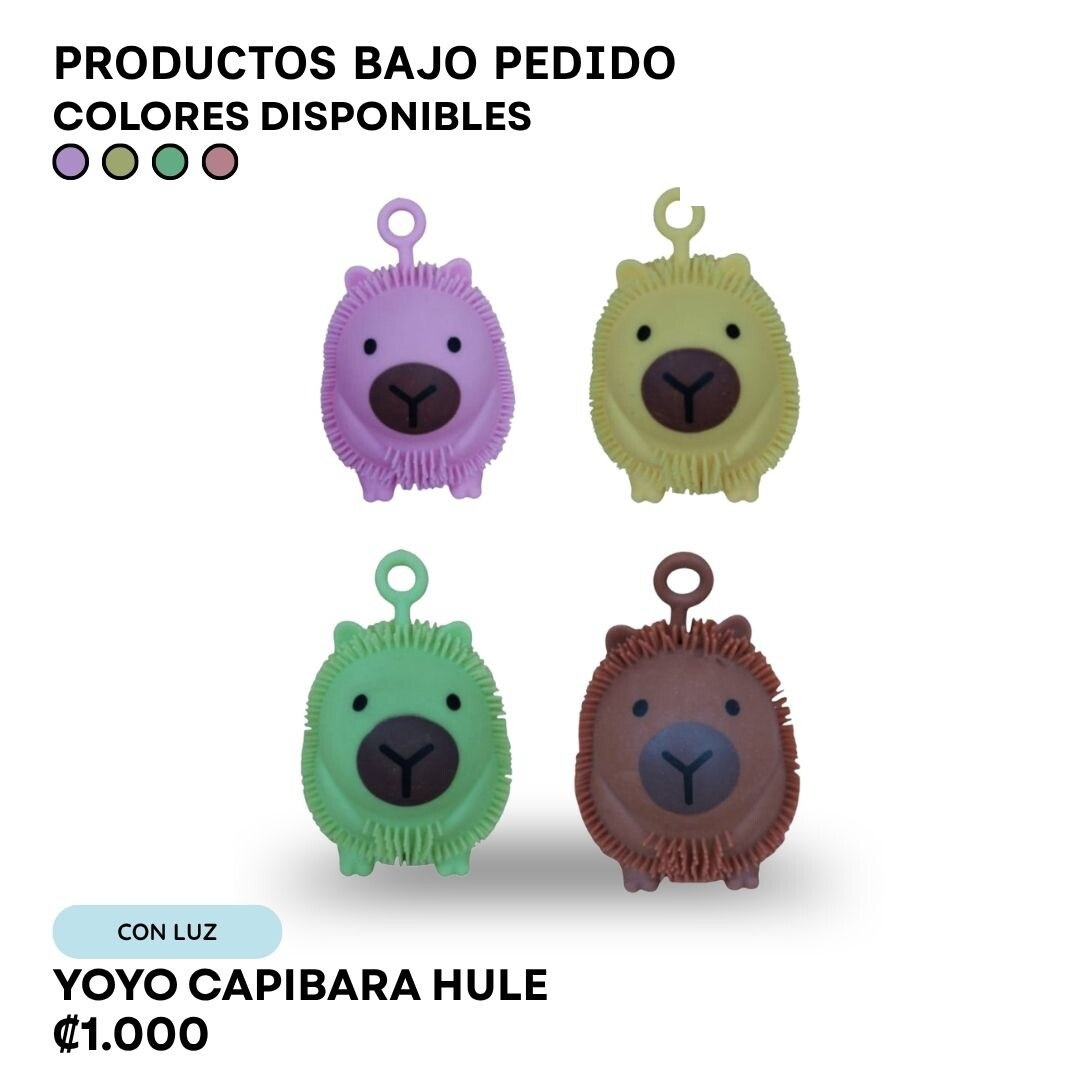 PRODUCTOS BAJO PEDIDO
COLORES DISPONIBLES
CON LUZ
YOYO CAPIBARA HULE
₡1.000